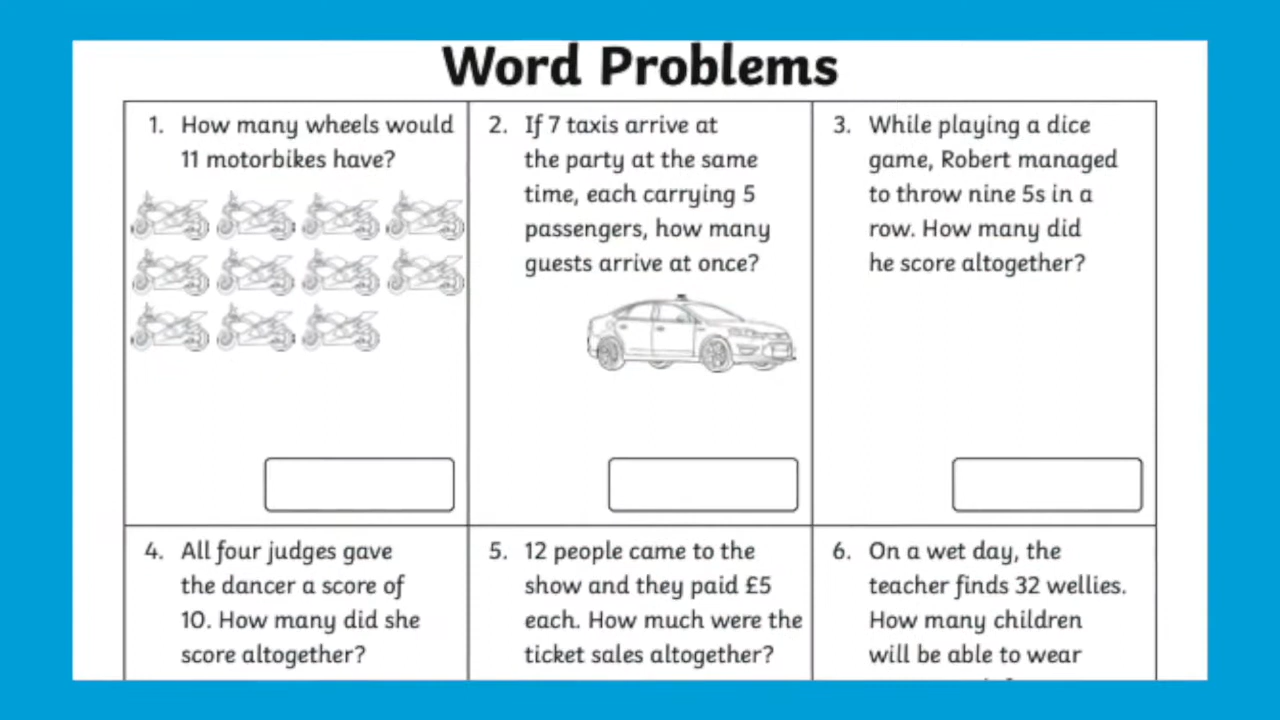 Word Problems
1. How many wheels would
11 motorbikes have?
2. If 7 taxis arrive at
the party at the same
time, each carrying 5
passengers, how many
guests arrive at once?
3. While playing a dice
game, Robert managed
to throw nine 5s in a
row. How many did
he score altogether?
4. All four judges gave
the dancer a score of
10. How many did she
score altogether?
5. 12 people came to the
show and they paid £5
each. How much were the
ticket sales altogether?
6. On a wet day, the
teacher finds 32 wellies.
How many children
will be able to wear